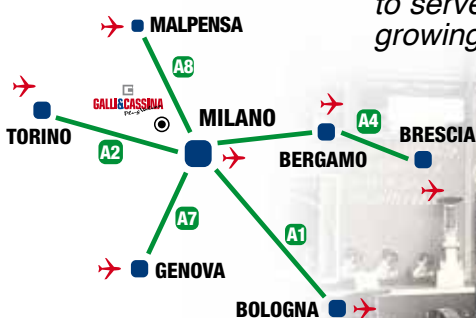 to serve
growing
MALPENSA
A8
G
GALLI&CASSINA
TORINO
MILANO
A4
BRESCIA
A2
BERGAMO
A7
A1
GENOVA
BOLOGNA